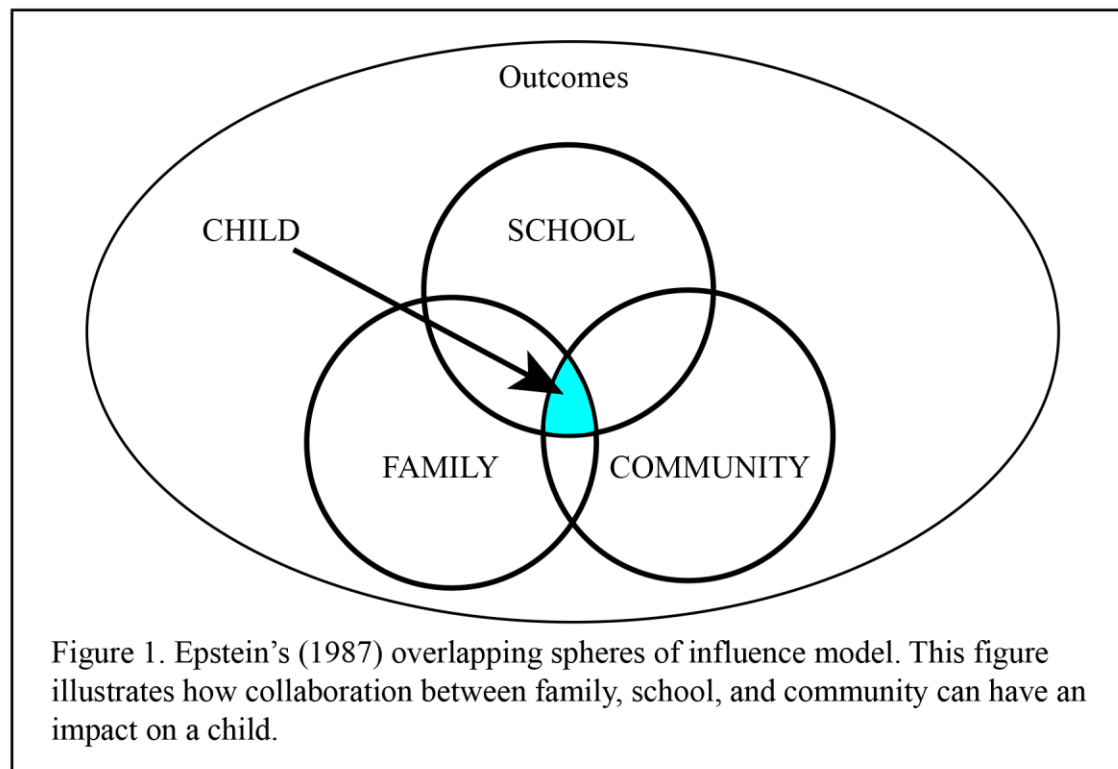 Outcomes
CHILD
SCHOOL
FAMILY
COMMUNITY
Figure 1. Epstein’s (1987) overlapping spheres of influence model. This figure
illustrates how collaboration between family, school, and community can have an
impact on a child.